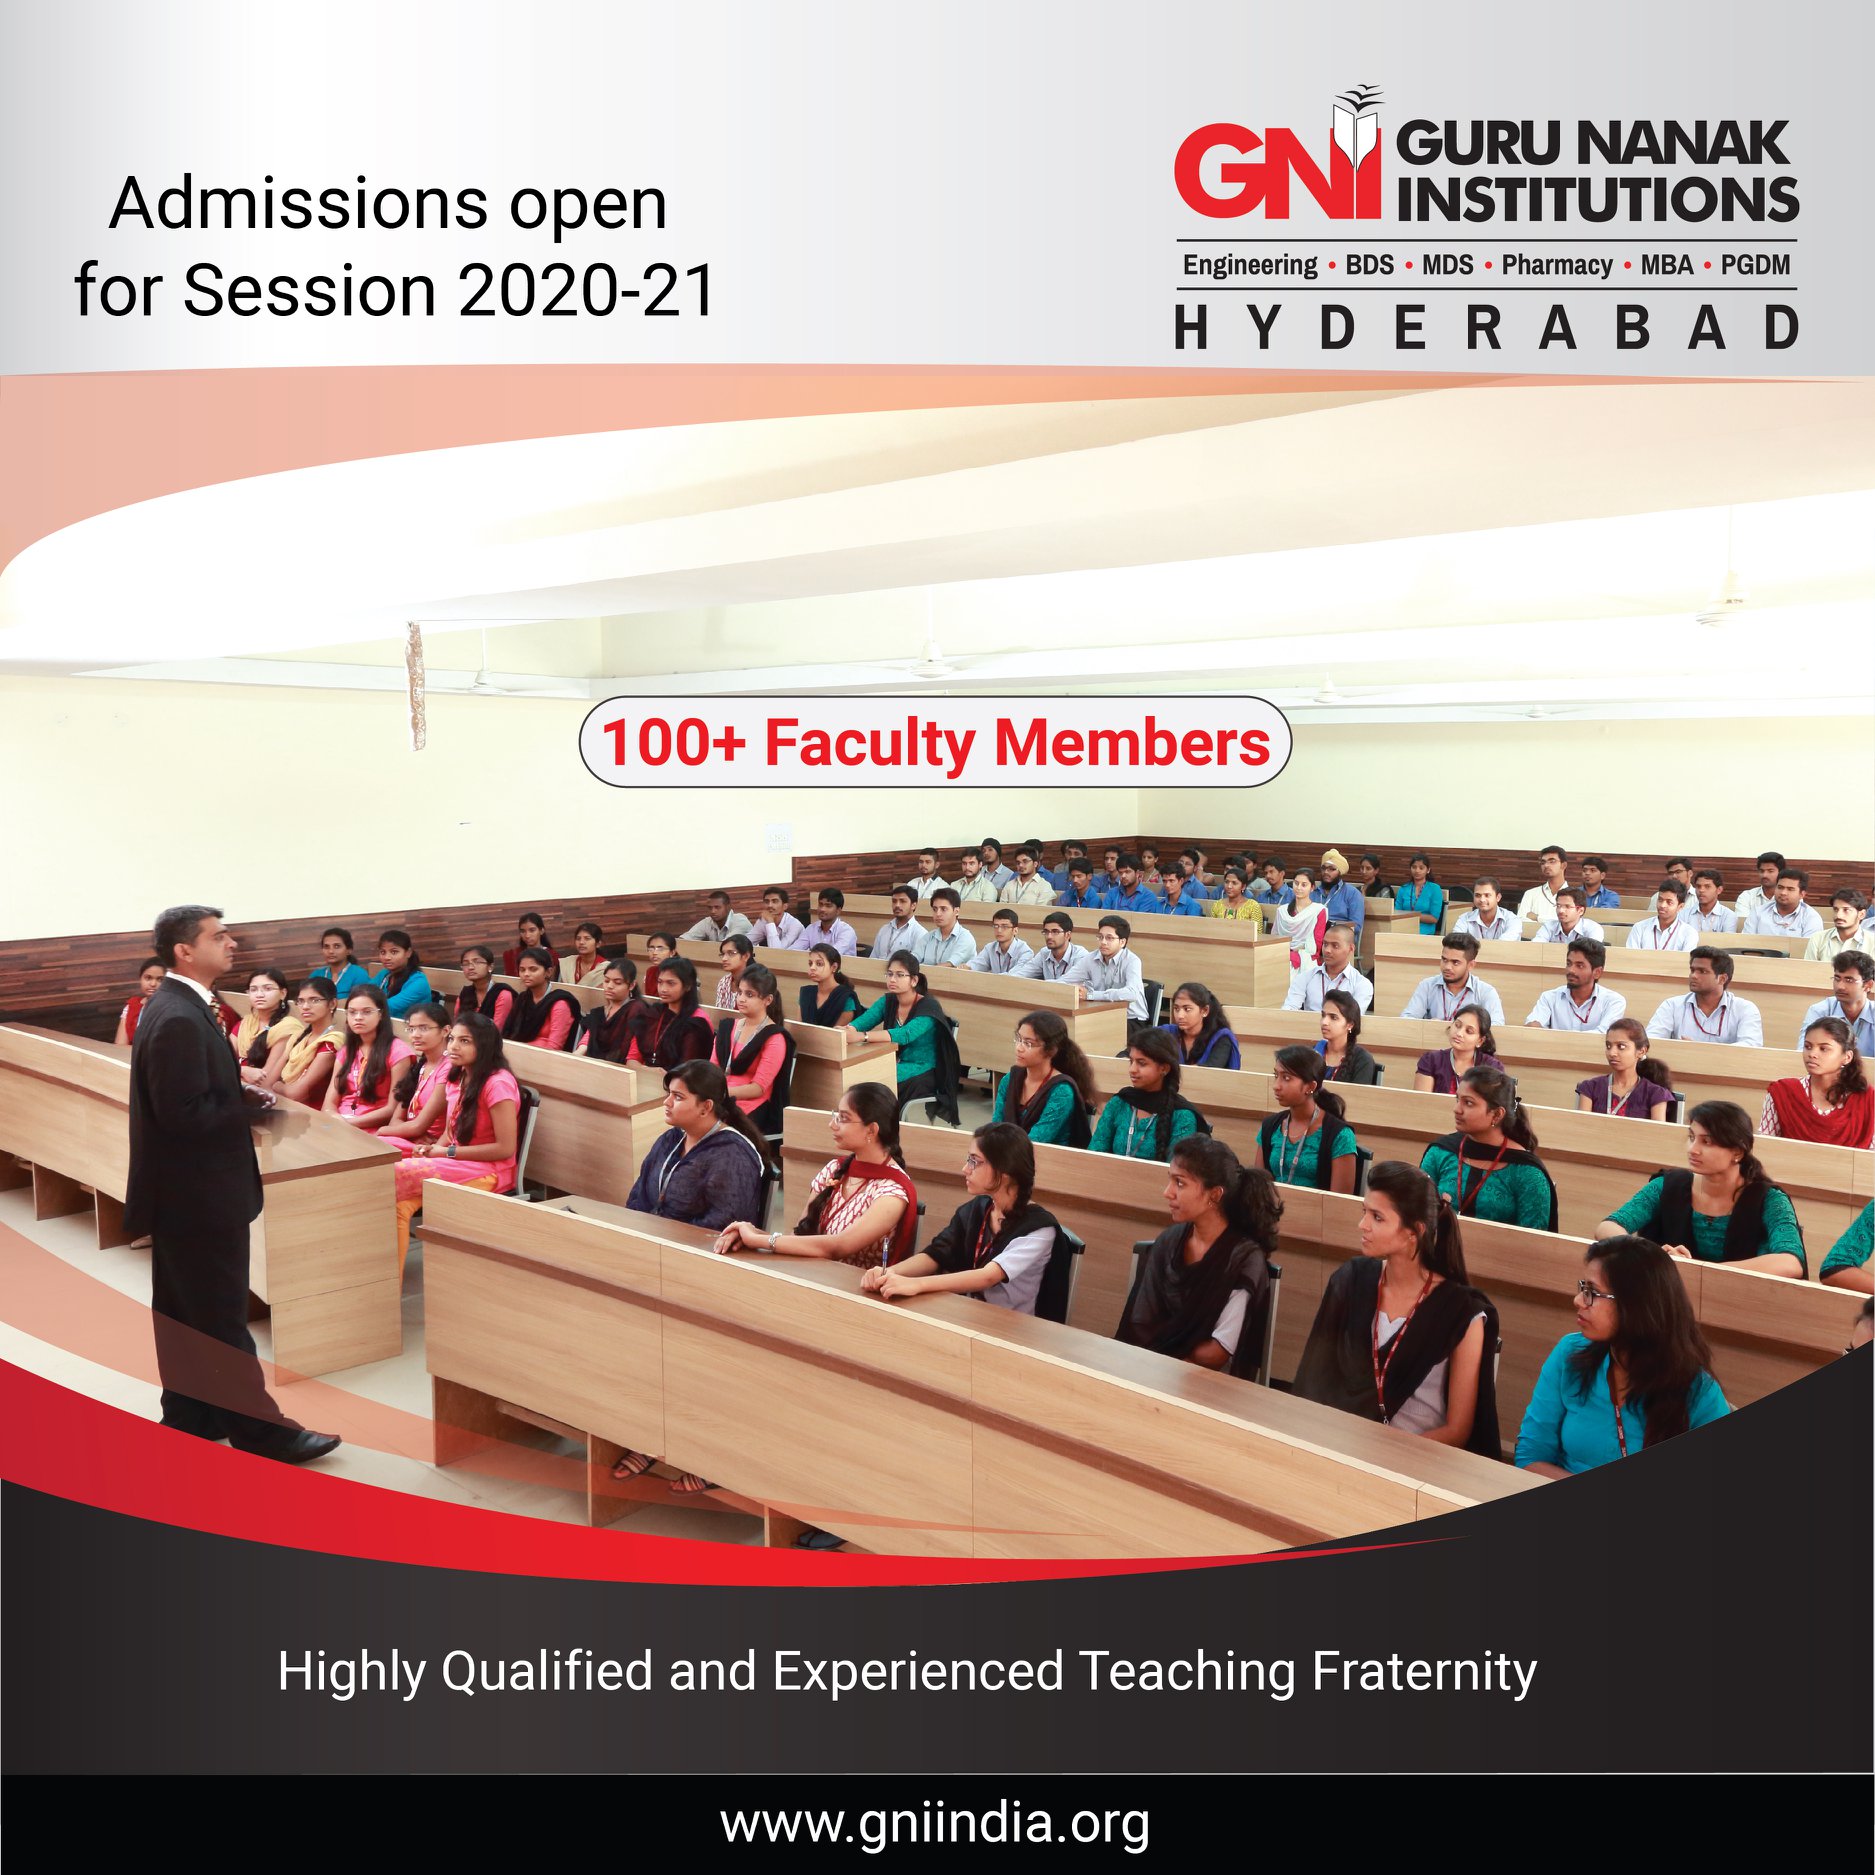 Admissions open
for Session 2020-21
GNI GURU NANAK
INSTITUTIONS
Engineering • BDS • MDS • Pharmacy • MBA • PGDM
HYDERABAD
100+ Faculty Members
Highly Qualified and Experienced Teaching Fraternity
www.gniindia.org